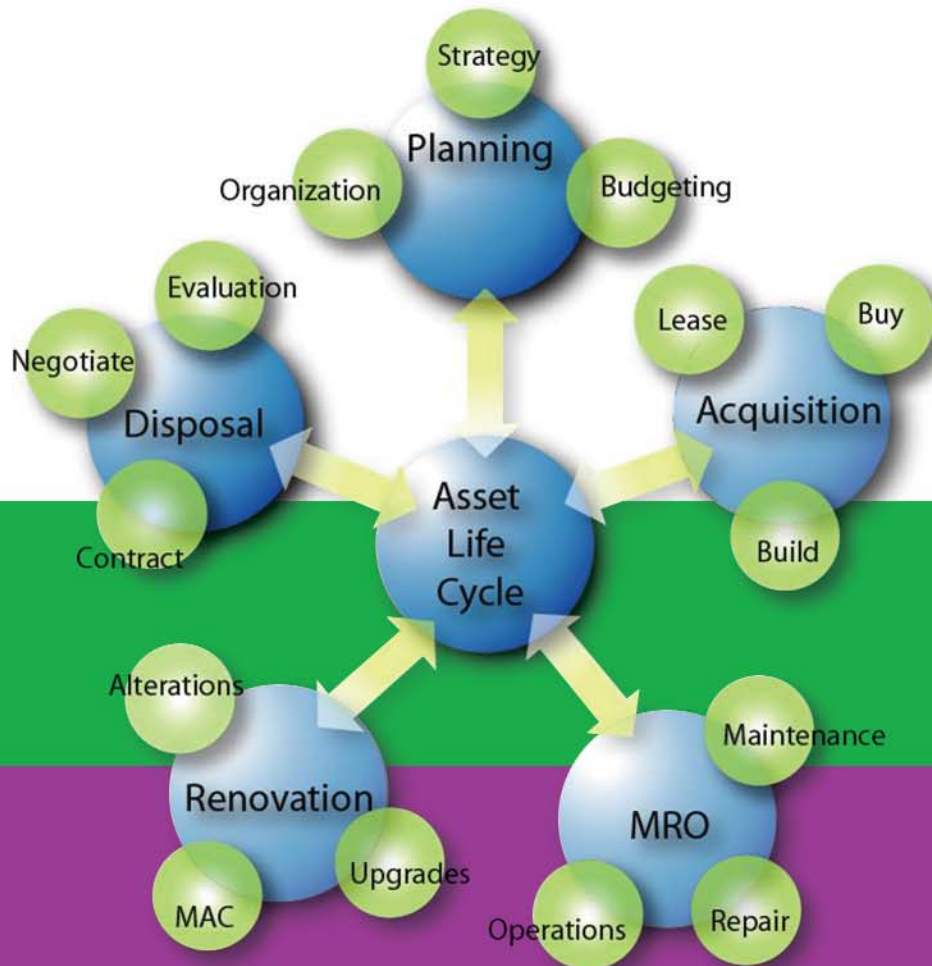 Strategy
Planning
Organization
Budgeting
Evaluation
Negotiate
Disposal
Contract
Lease
Buy
Acquisition
Build
Asset
Life
Cycle
Alterations
Renovation
MAC
Upgrades
Maintenance
MRO
Operations
Repair